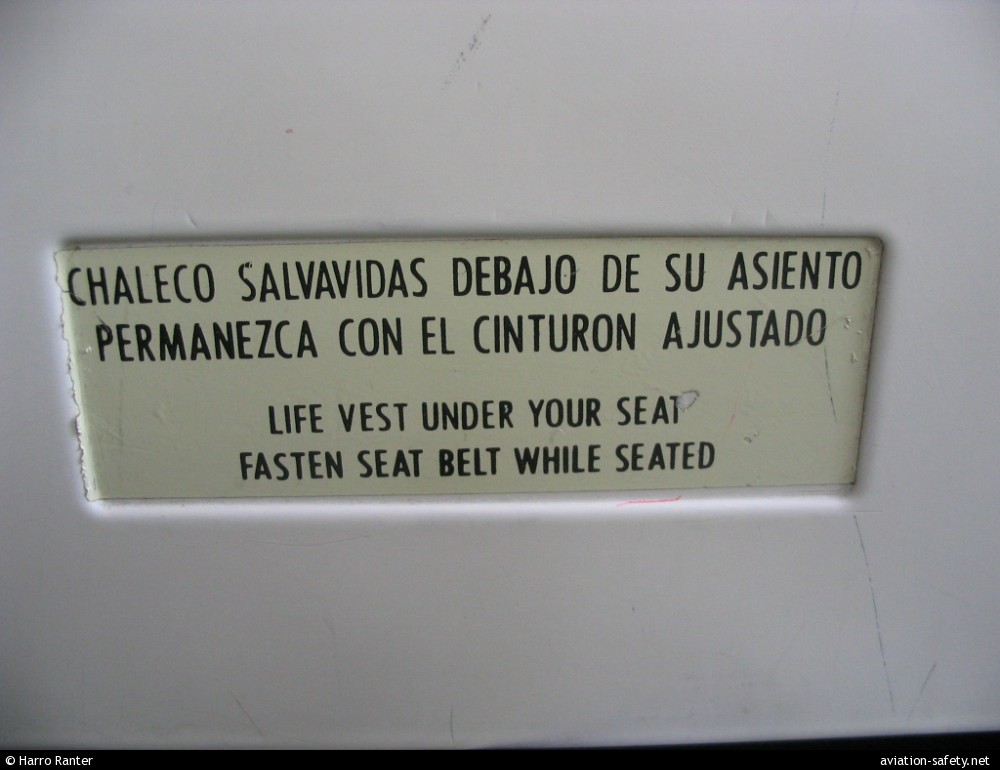 CHALECO SALVAVIDAS DEBAJO DE SU ASIENTO
PERMANEZCA CON EL CINTURON AJUSTADO
LIFE VEST UNDER YOUR SEAT
FASTEN SEAT BELT WHILE SEATED
© Harro Ranter
aviation-safety.net